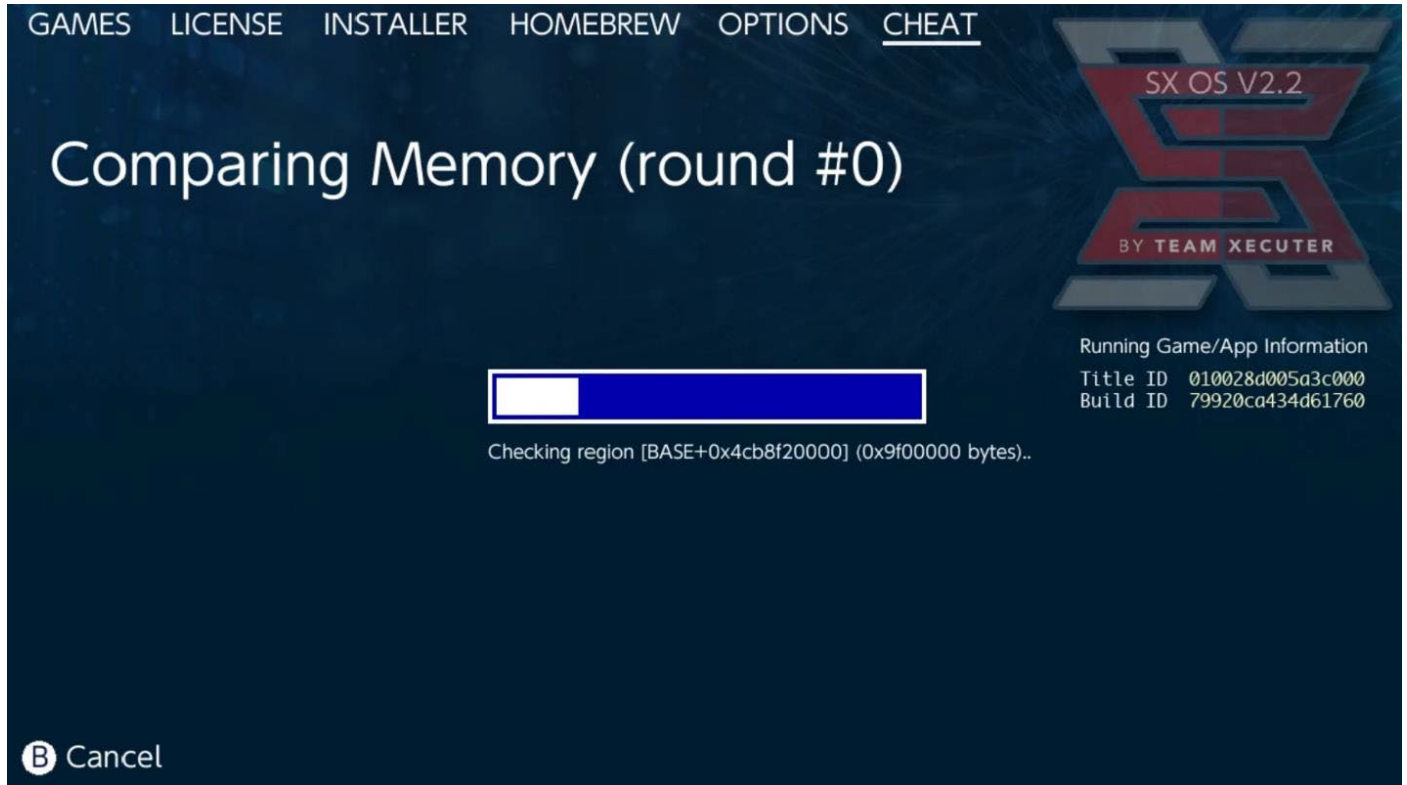 GAMES LICENSE INSTALLER HOMEBREW OPTIONS CHEAT
SX OS V2.2
Comparing Memory (round #0)
BY TEAM XECUTER
Running Game/App Information
Title ID 010028d005a3c000
Build ID 79920ca434d61760
Checking region [BASE+0x4cb8f20000] (0x9f00000 bytes)..
B Cancel